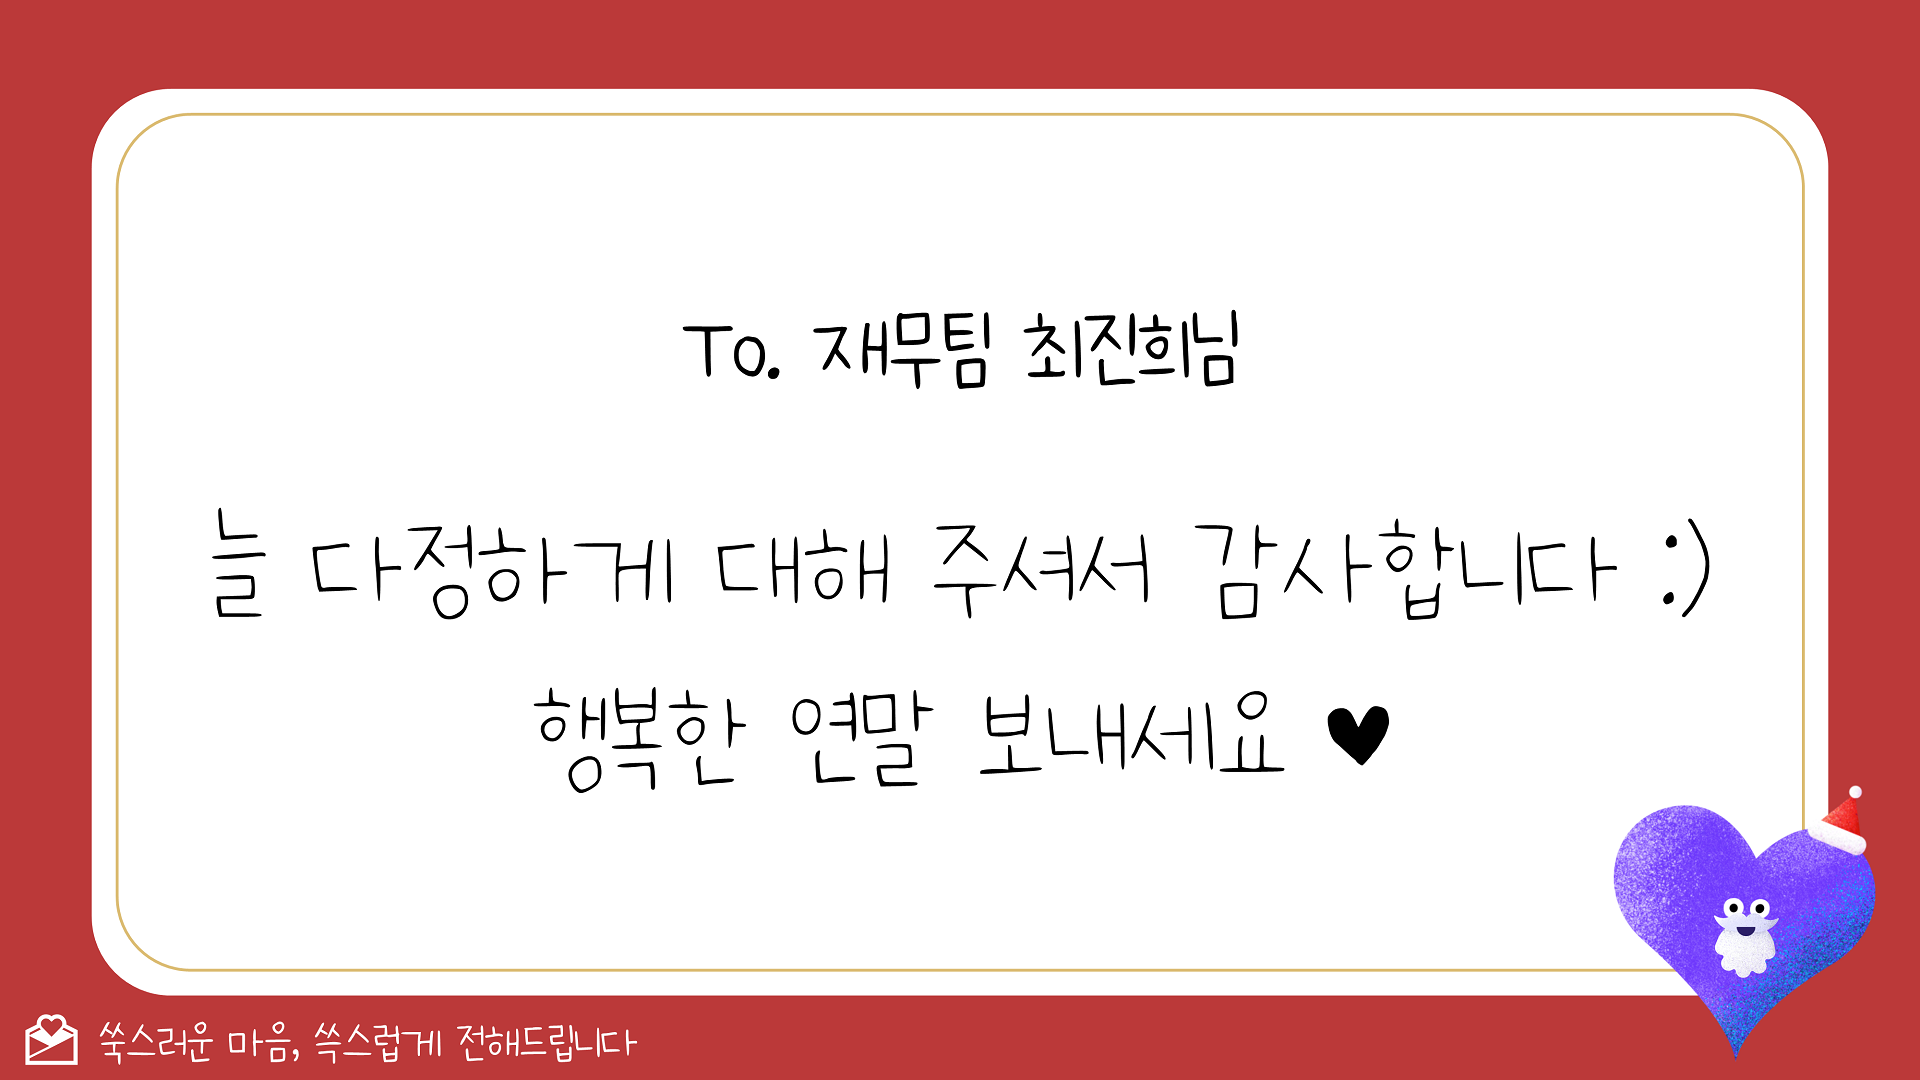 To. 재무팀 최진희님
늘 다정하게 대해 주셔서 감사합니다 :)
행복한 연말 보내세요 ♥
쑥스러운 마음, 쓱스럽게 전해드립니다